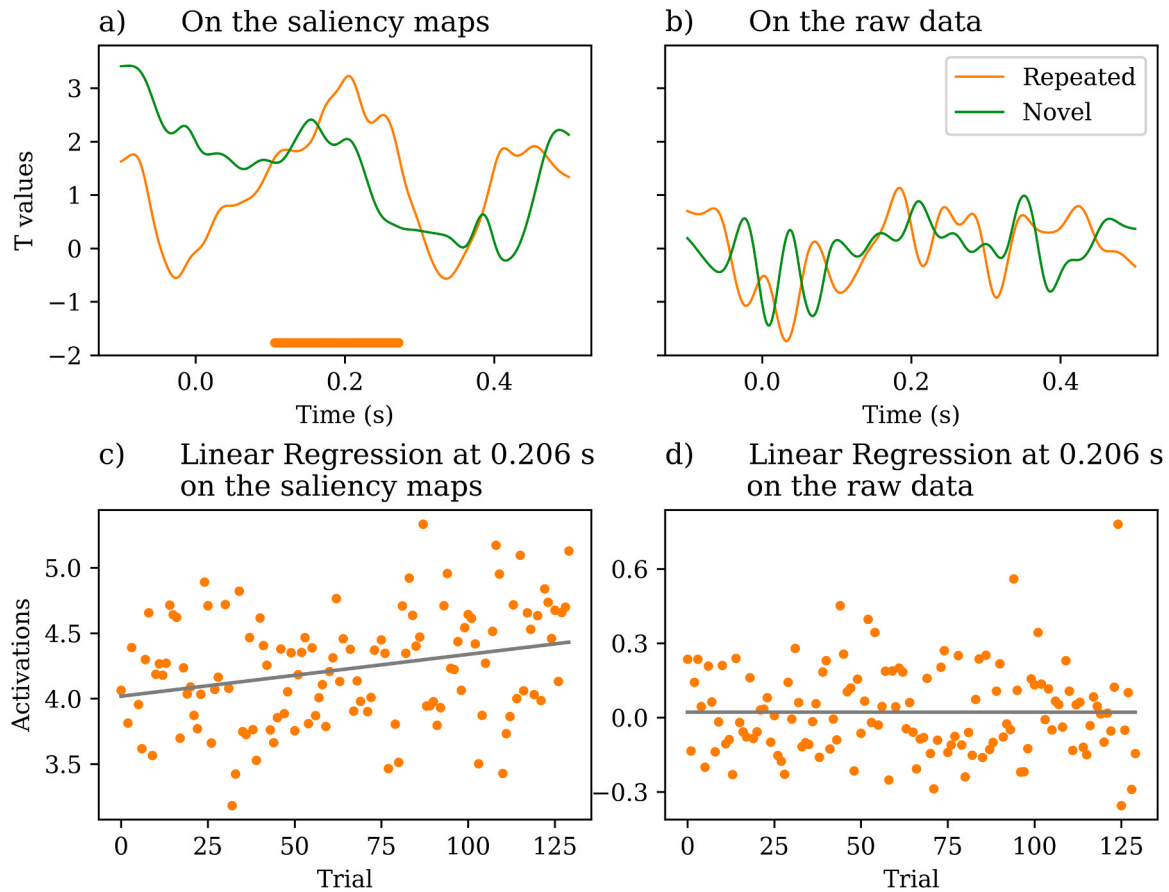 a) On the saliency maps
b) On the raw data
T values
3
2
1
0
−1
−2
0.0 0.2 0.4
Time (s)
Repeated
Novel
0.0 0.2 0.4
Time (s)
c) Linear Regression at 0.206 s
on the saliency maps
d) Linear Regression at 0.206 s
on the raw data
Activations
5.0
4.5
4.0
3.5
0 25 50 75 100 125
Trial
0.6
0.3
0.0
−0.3
0 25 50 75 100 125
Trial